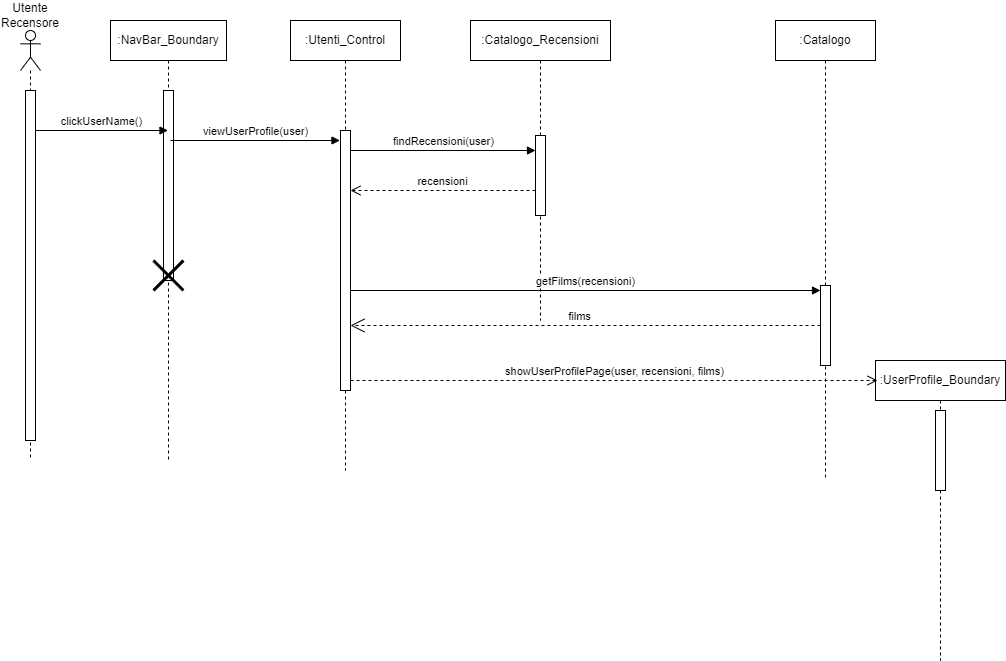 Utente
Recensore
:NavBar_Boundary
:Utenti_Control
:Catalogo_Recensioni
:Catalogo
clickUserName()
viewUserProfile(user)
findRecensioni(user)
recensioni
getFilms(recensioni)
films
showUserProfilePage(user, recensioni, films)
:UserProfile_Boundary